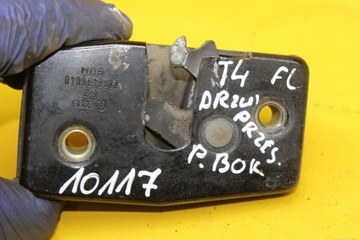 T4 FL
DRZWI
PRZES.
P. BOK
10117